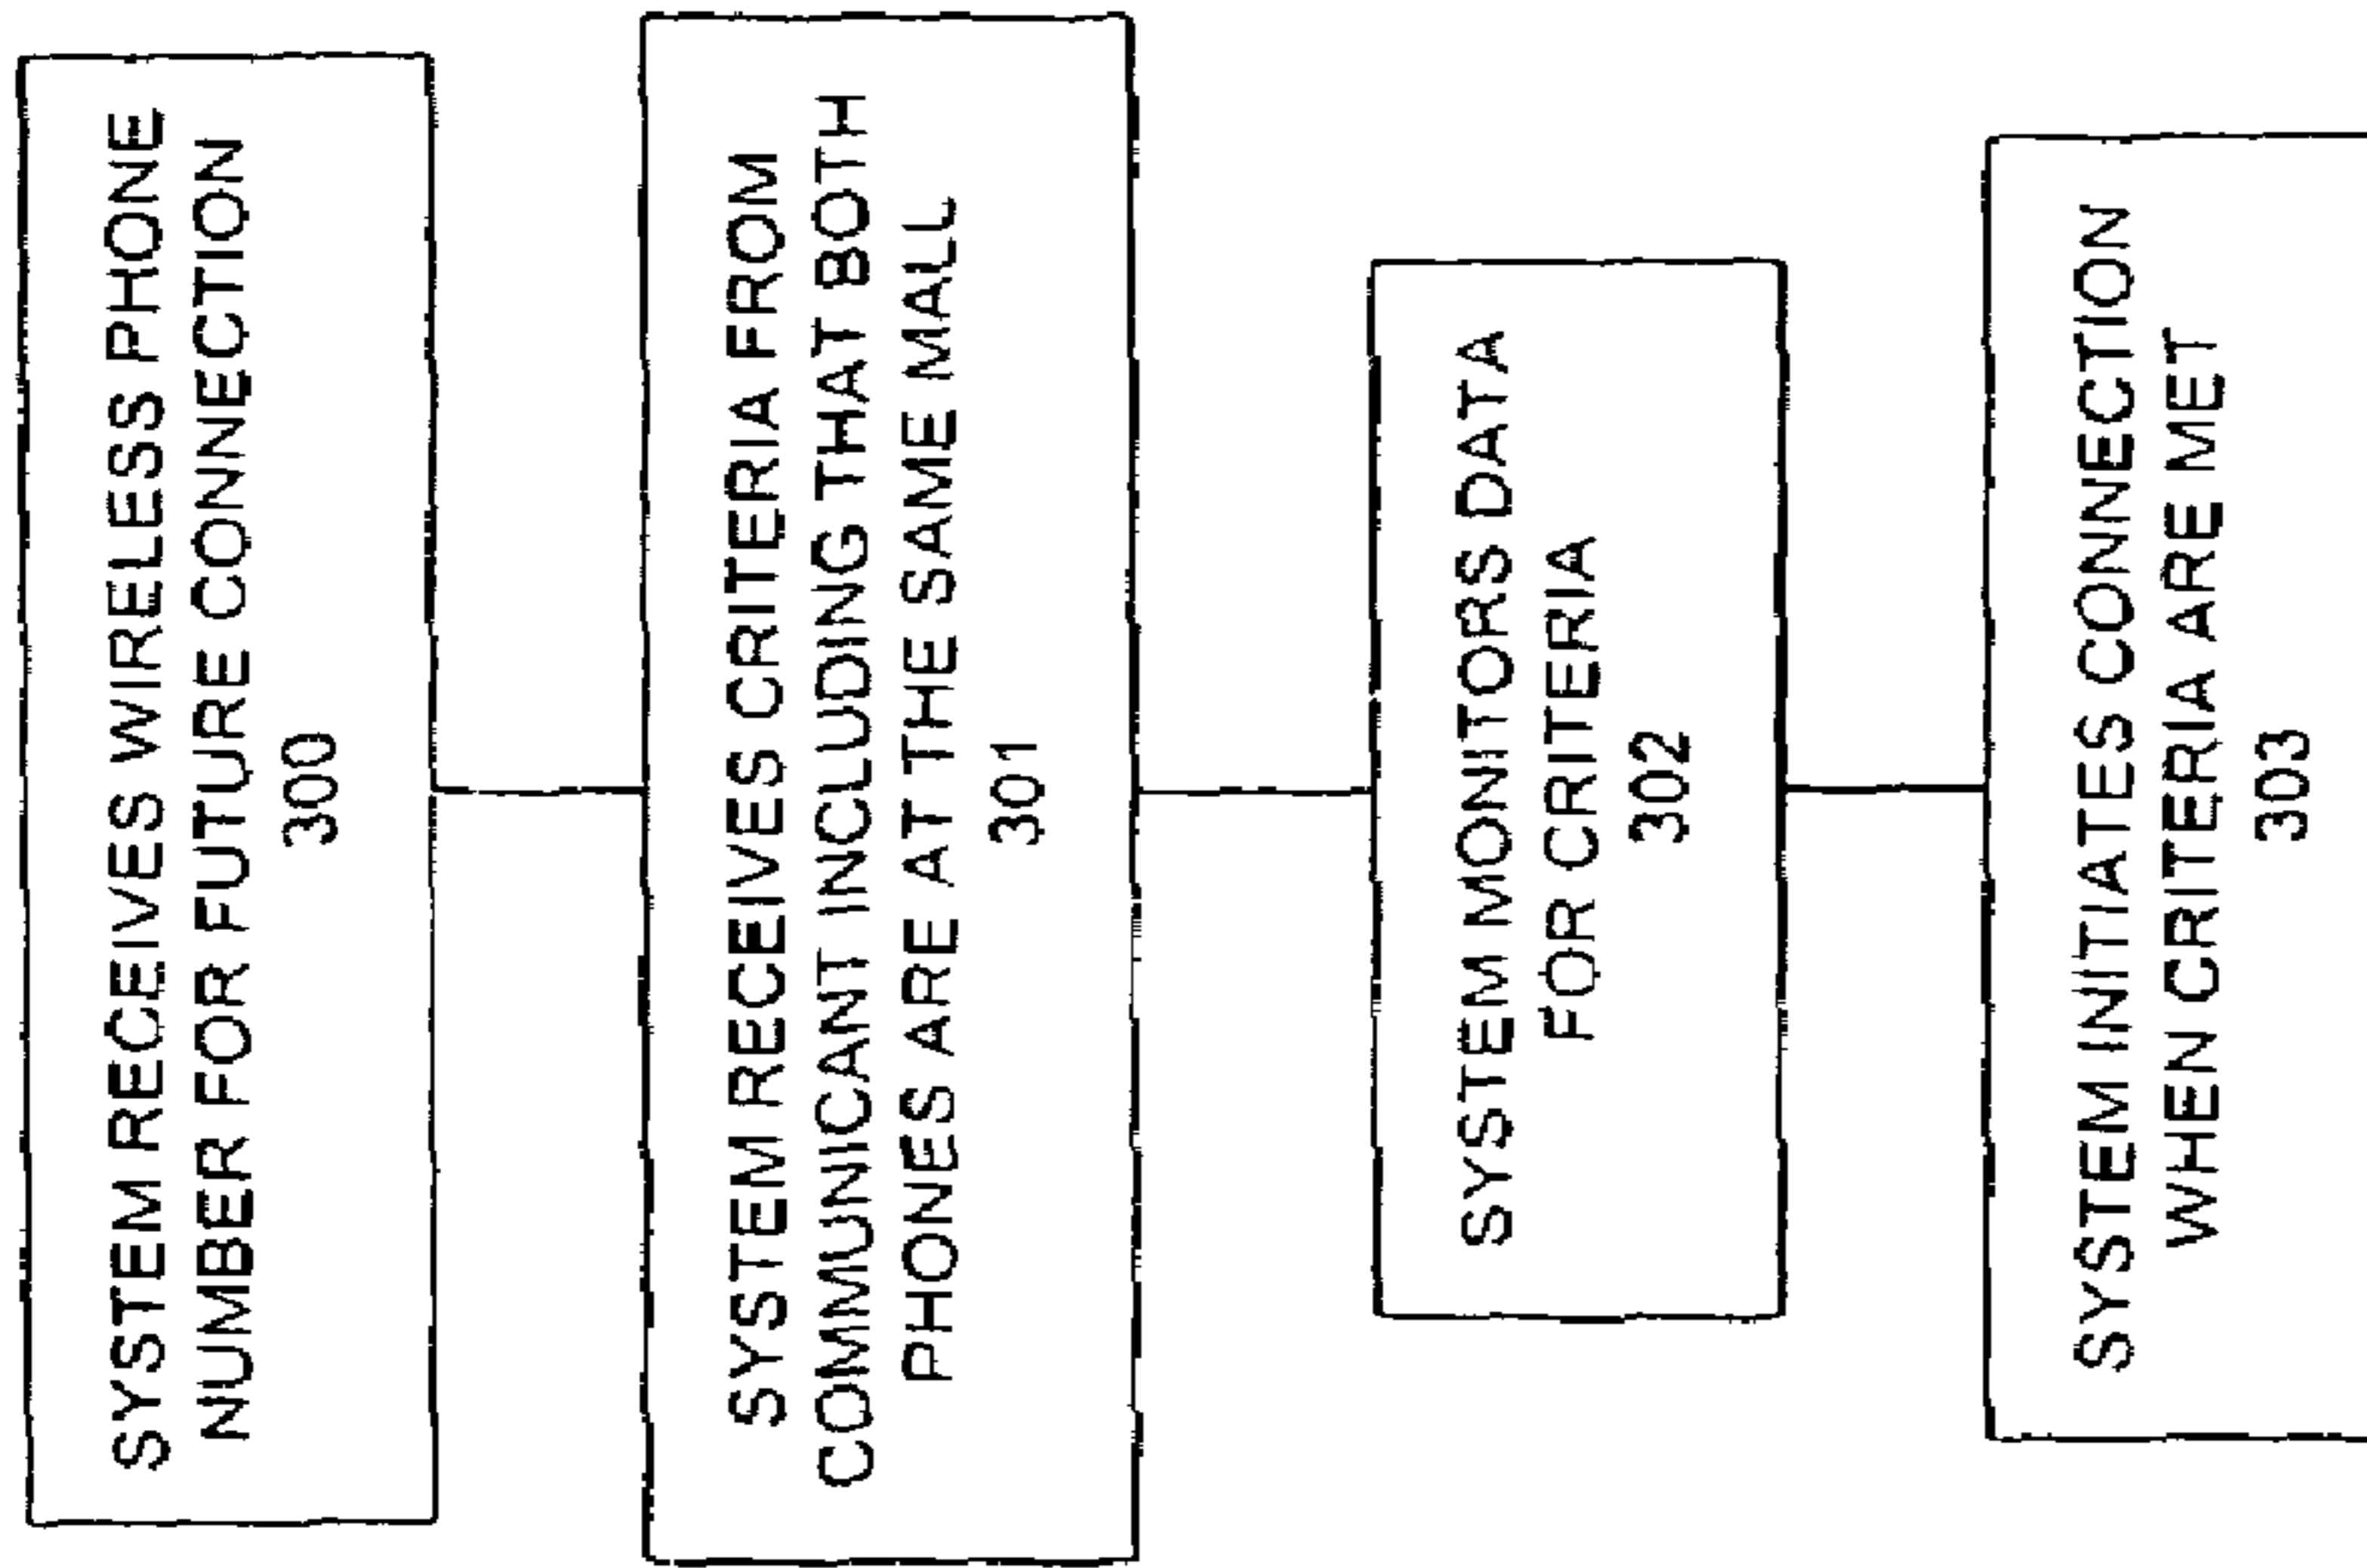 SYSTEM RECEIVES WIRELESS PHONE
NUMBER FOR FUTURE CONNECTION
300
SYSTEM RECEIVES CRITERIA FROM
COMMUNICANT INCLUDING THAT BOTH
PHONES ARE AT THE SAME MALL
301
SYSTEM MONITORS DATA
FOR CRITERIA
302
SYSTEM INITIATES CONNECTION
WHEN CRITERIA ARE MET
303